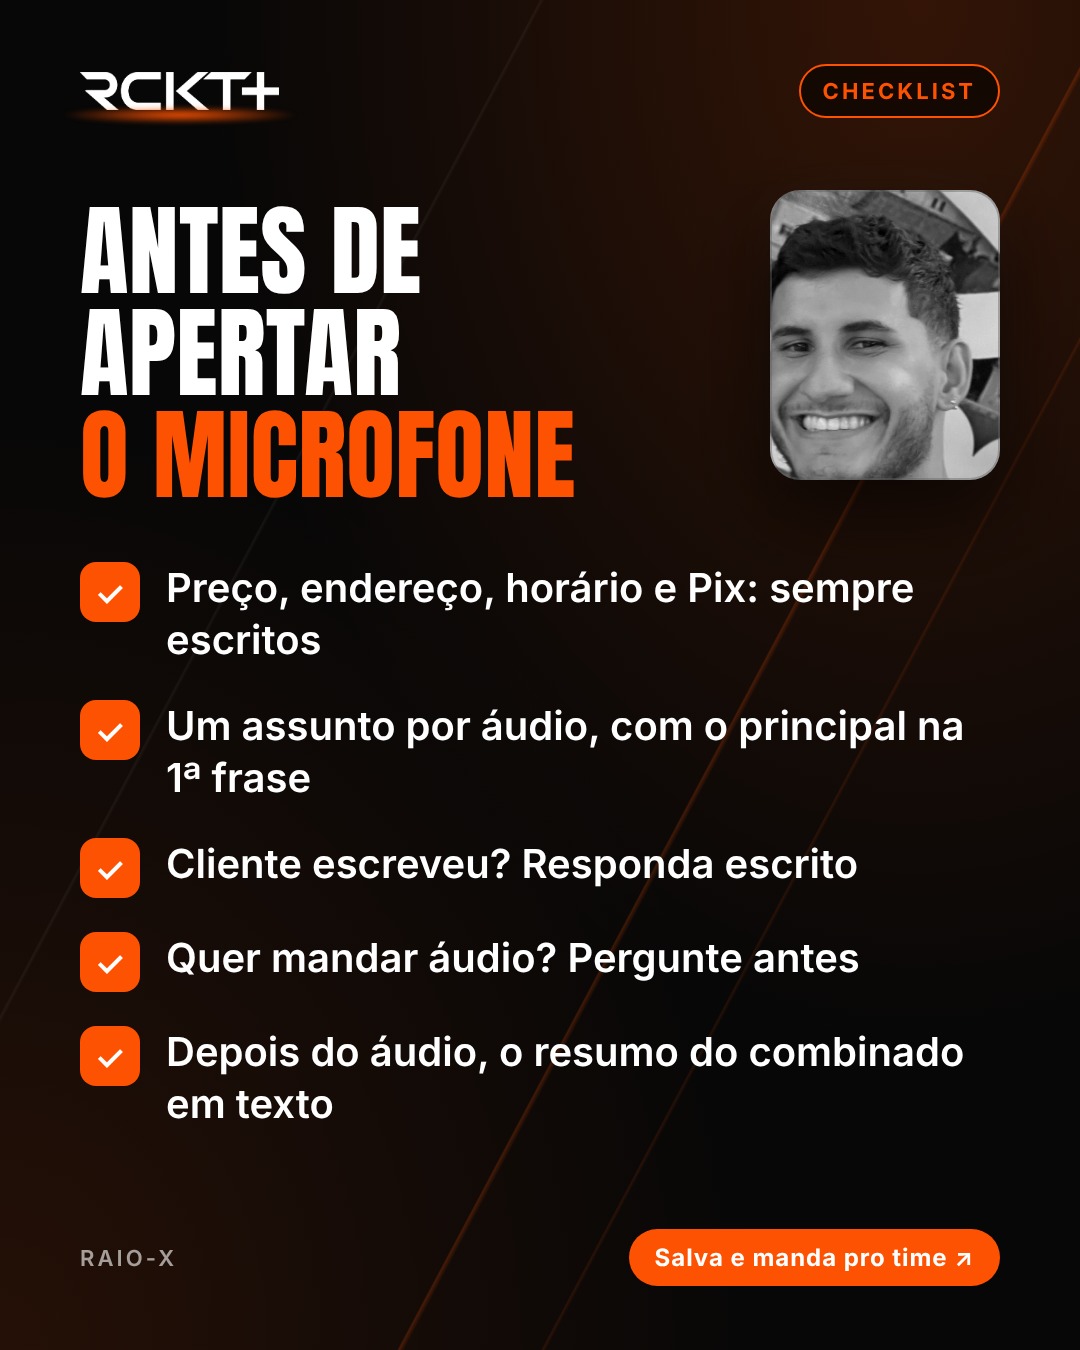 RCKT+
CHECKLIST
ANTES DE
APERTAR
O MICROFONE
Preço, endereço, horário e Pix: sempre
escritos
Um assunto por áudio, com o principal na
1ª frase
Cliente escreveu? Responda escrito
Quer mandar áudio? Pergunte antes
Depois do áudio, o resumo do combinado
em texto
RAIO-X
Salva e manda pro time ↗